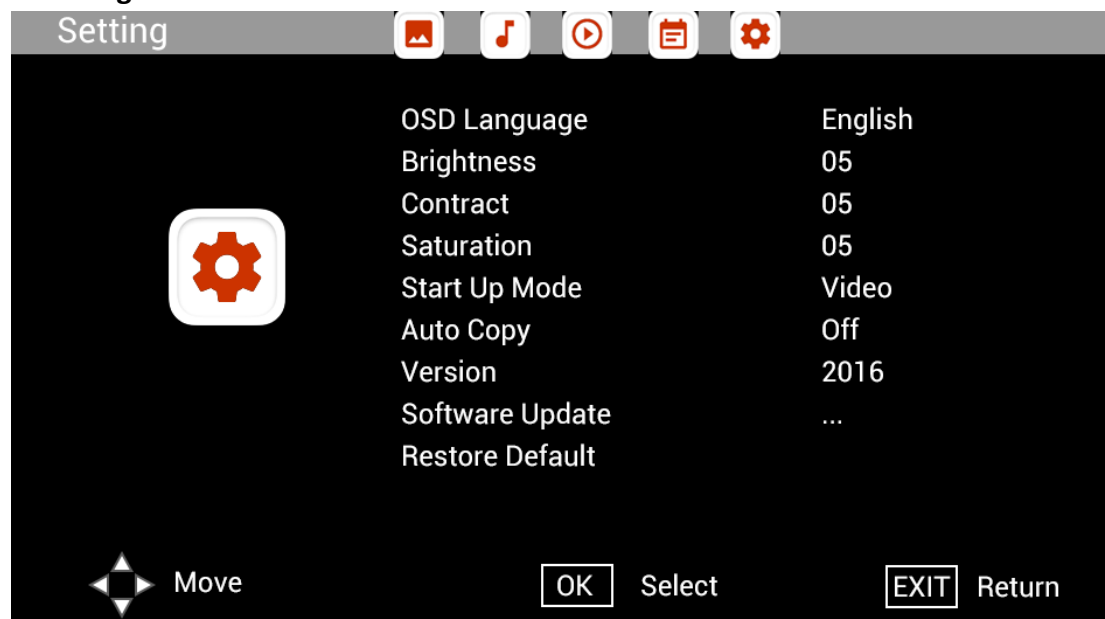 Setting
OSD Language English
Brightness 05
Contract 05
Saturation 05
Start Up Mode Video
Auto Copy Off
Version 2016
Software Update ...
Restore Default
Move OK Select EXIT Return